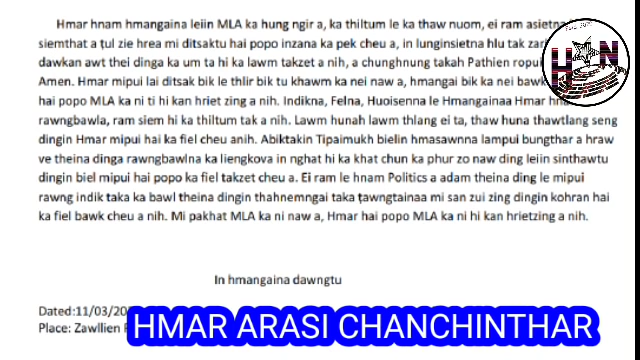 Hmar hnam hmangaina leiin MLA ka hung ngir a, ka thiltum le ka thaw nuom, ei ram asietna
siemthat a ṭul zie hrea mi ditsaktu hai popo inzana ka pek cheu a, in lunginsietna hlu tak
dawkan awt thei dinga ka um ta hi ka lawm takzet a nih, a chunghnung takah Pathien
Amen. Hmar mipui lai ditsak bik le thlir bik tu khawm ka nei naw a, hmangai bik ka nei
hai popo MLA ka ni ti hi kan hriet zing a nih. Indikna, Felna, Huoisenna le Hmangainaa Hmar
rawngbawla, ram siem hi ka thiltum tak a nih. Lawm hunah lawm thlang ei ta, thaw huna thawtlang seng
dingin Hmar mipui hai ka fiel cheu anih. Abiktakin Tipaimukh bielin hmasawnna lampui bungthar a hraw
ve theina dinga rawngbawlna ka liengkova in nghat hi ka khat chun ka phur zo naw ding leiin sinthawtu
dingin biel mipui hai popo ka fiel takzet cheu a. Ei ram le hnam Politics a adam theina ding le mipui
rawng indik taka ka bawl theina dingin thahnemngai taka ṭawngtainaa mi san zui zing dingin kohran hai
ka fiel bawk cheu a nih. Mi pakhat MLA ka ni naw a, Hmar hai popo MLA ka ni hi kan hrietzing a nih.
In hmangaina dawngtu
Dated:11/03/20
Place: Zawllien
HMAR ARASI CHANCHINTHAR